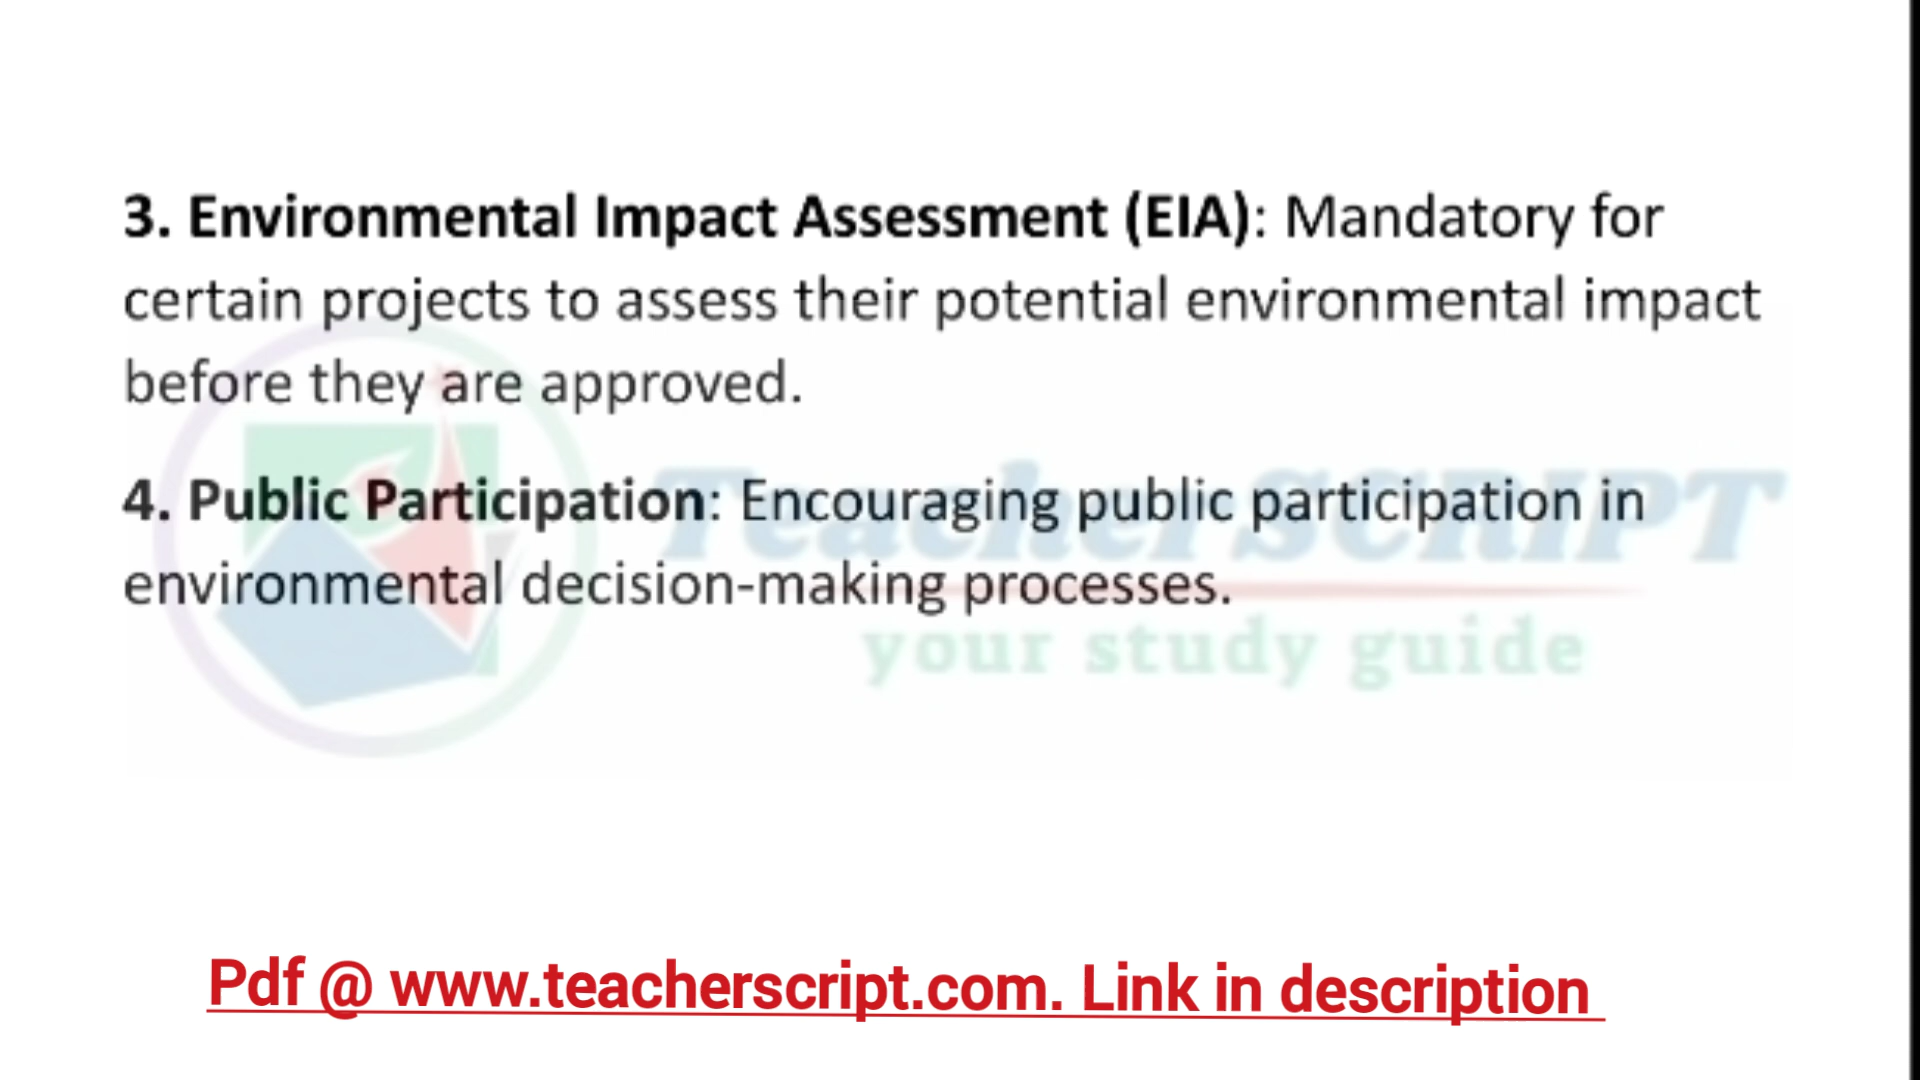 3. Environmental Impact Assessment (EIA): Mandatory for
certain projects to assess their potential environmental impact
before they are approved.
4. Public Participation: Encouraging public participation in
environmental decision-making processes.
TeacherSCRIPT
your study guide
Pdf @ www.teacherscript.com. Link in description